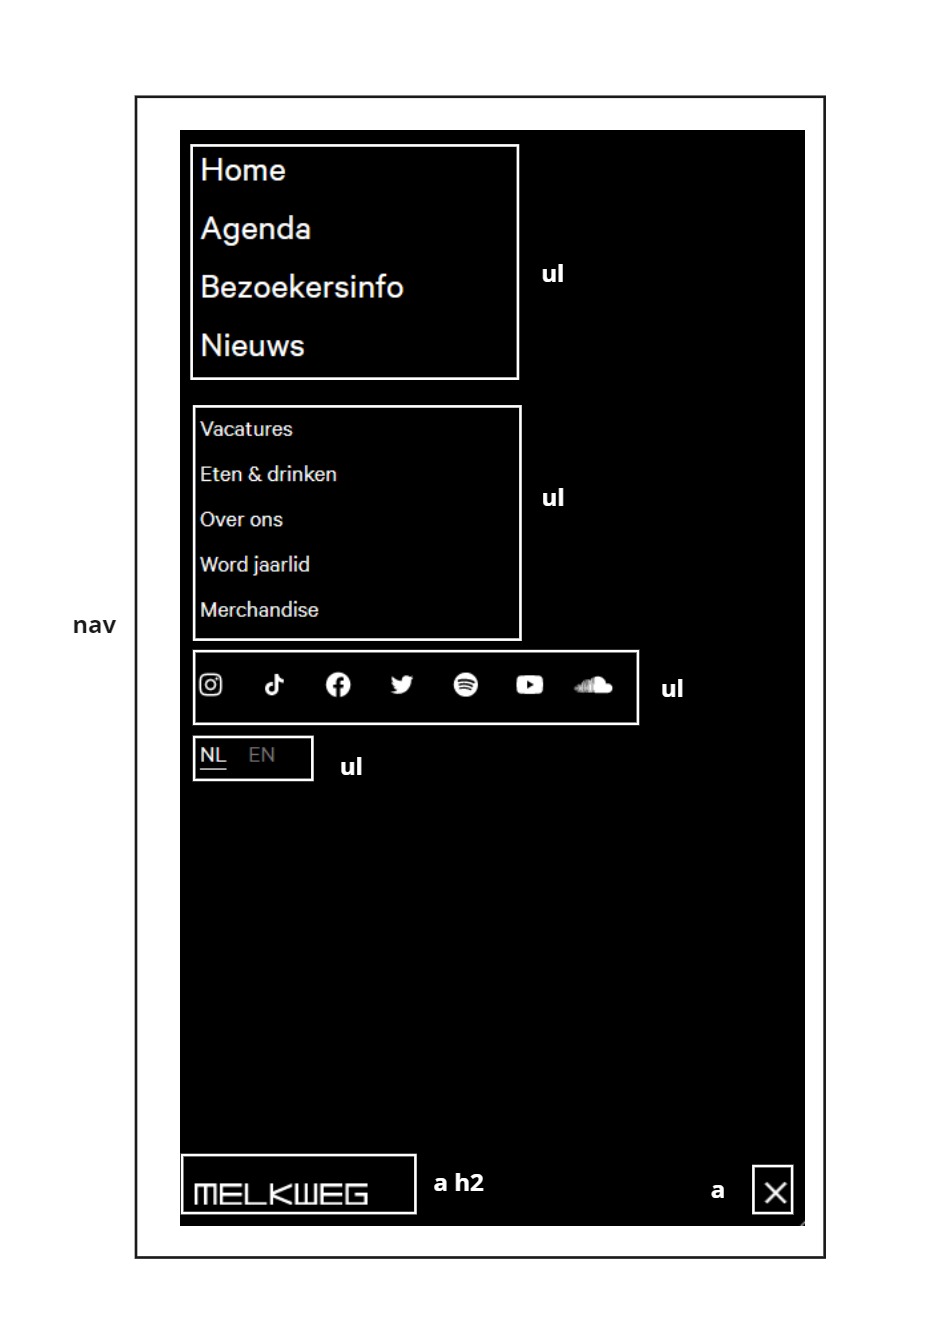 Home
Agenda
ul
Bezoekersinfo
Nieuws
Vacatures
Eten & drinken
ul
Over ons
Word jaarlid
Merchandise
nav
ul
NL EN
ul
MELKWEG a h2 a